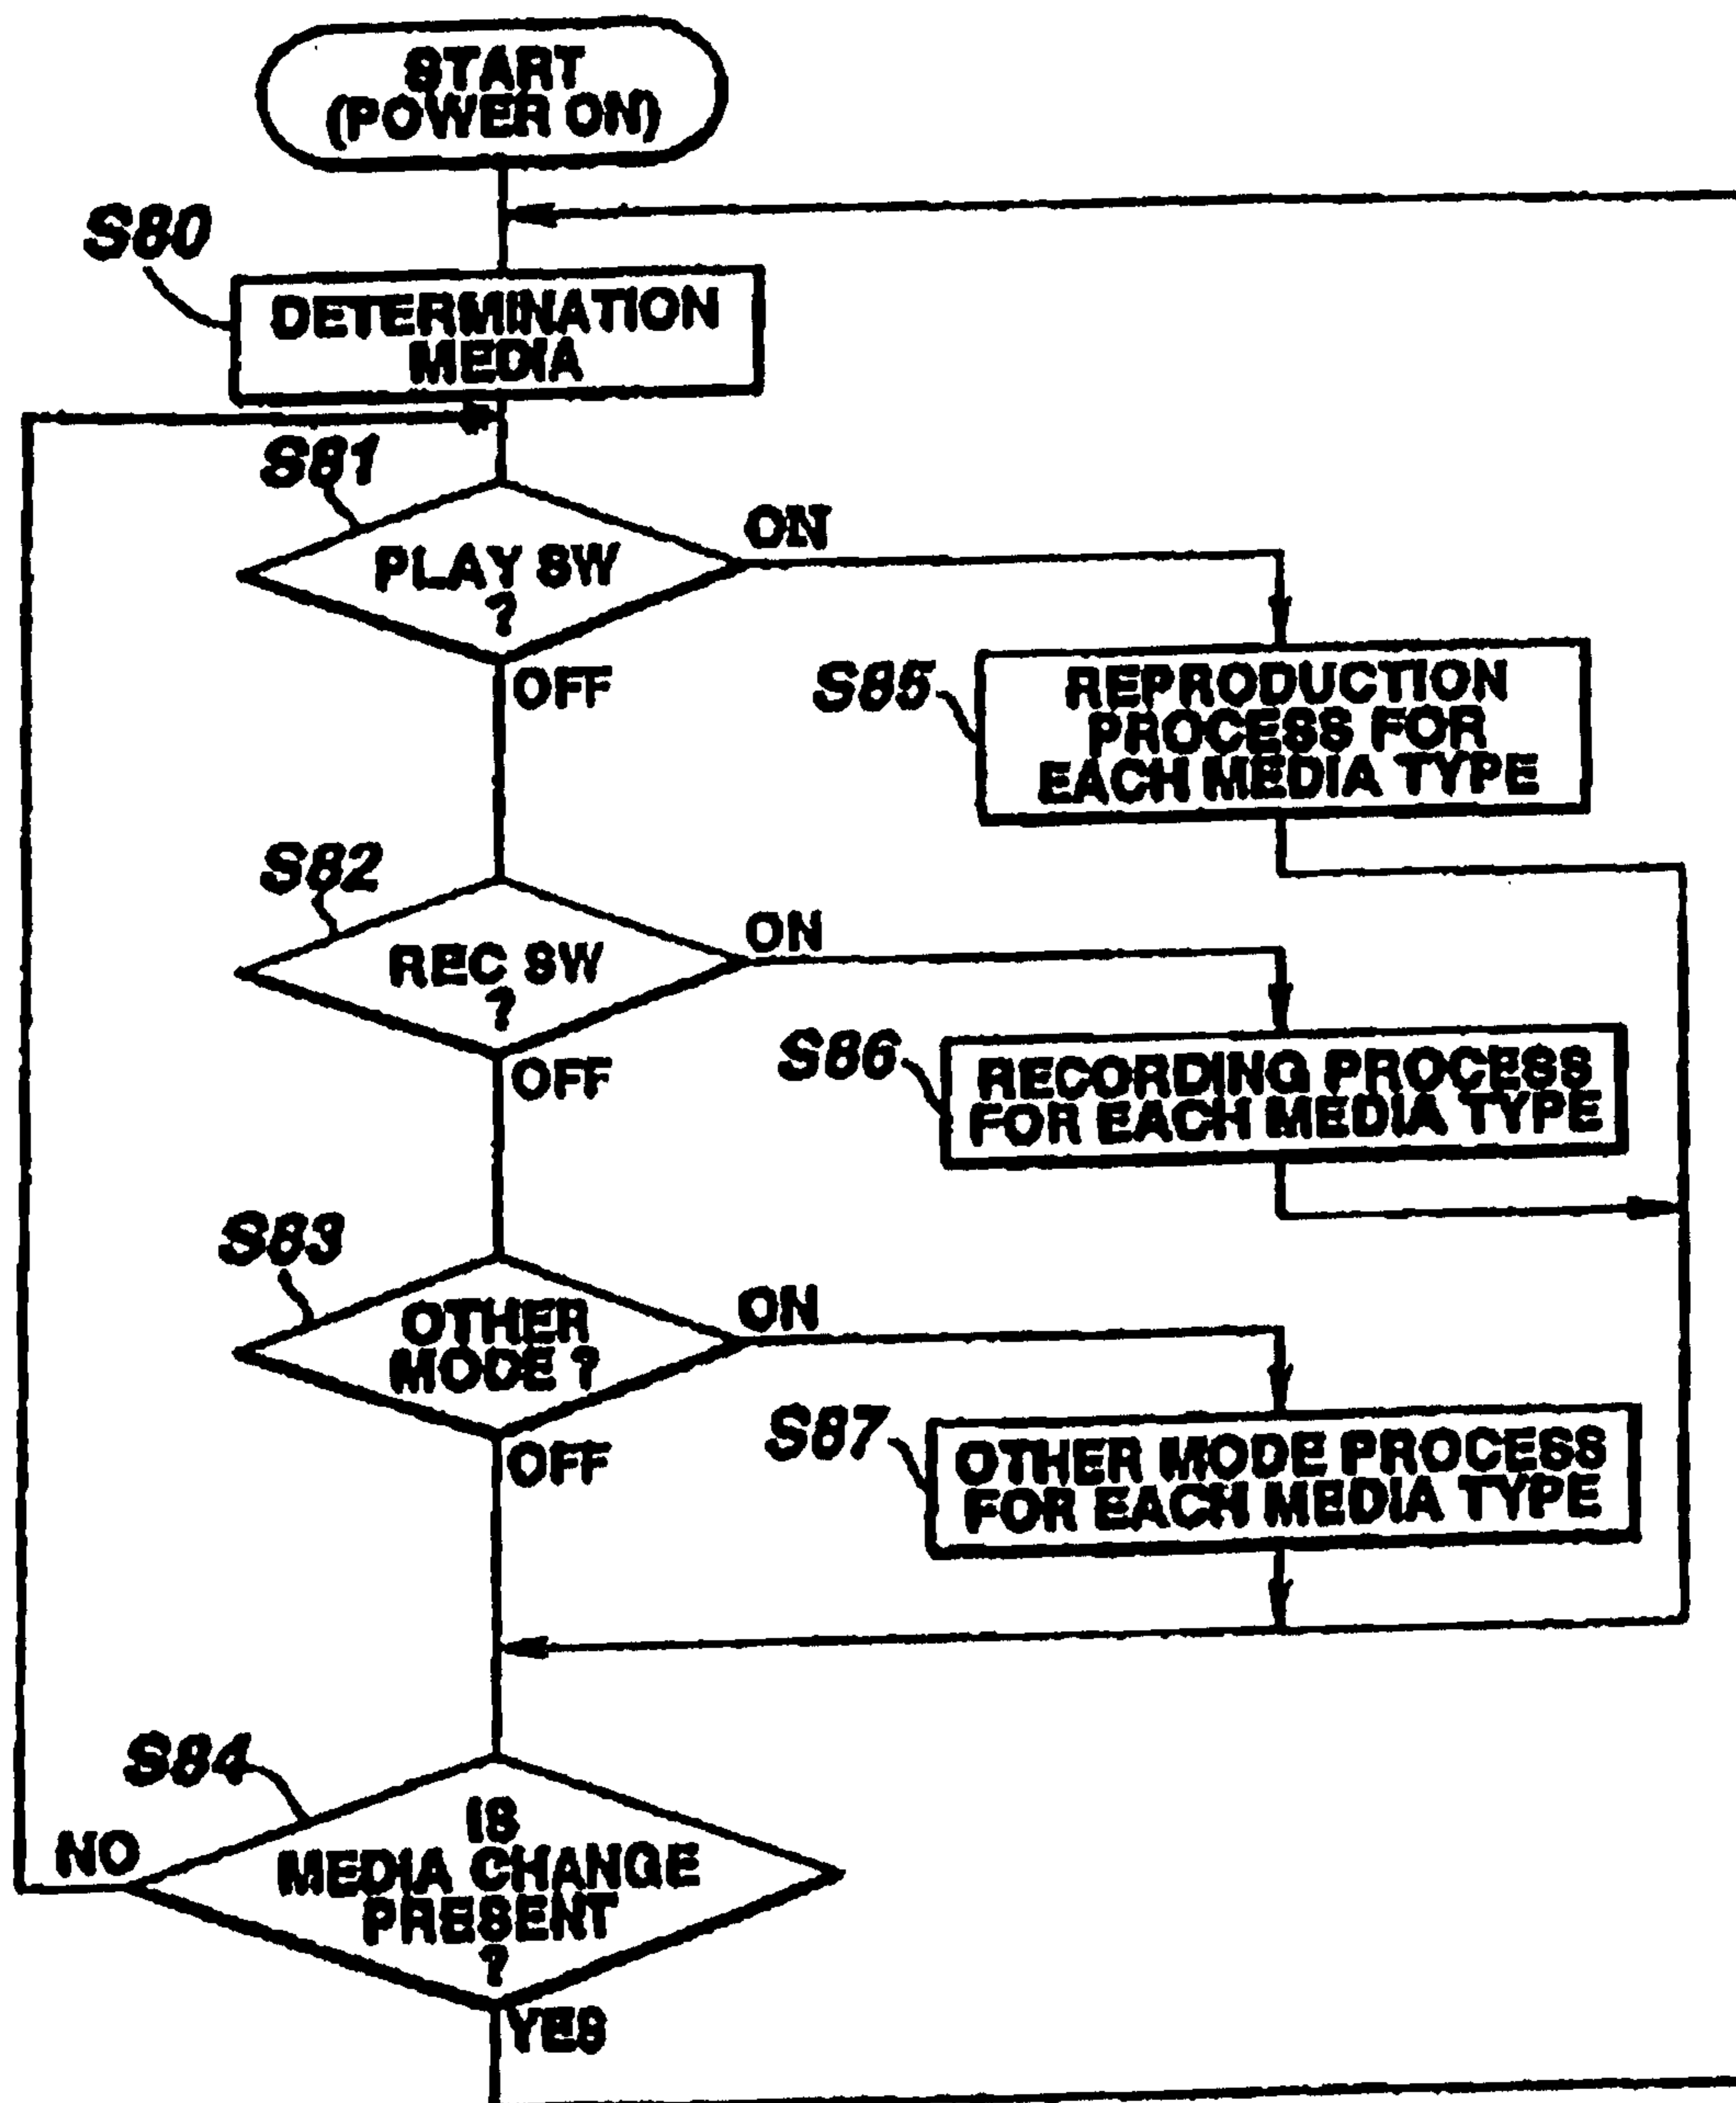 START
(POWER ON)
S80
DETERMINATION
MEDIA
S81
PLAY SW
?
ON
OFF
S85
REPRODUCTION
PROCESS FOR
EACH MEDIA TYPE
S82
REC SW
?
ON
OFF
S86
RECORDING PROCESS
FOR EACH MEDIA TYPE
S83
OTHER
MODE ?
ON
OFF
S87
OTHER MODE PROCESS
FOR EACH MEDIA TYPE
S84
IS
MEDIA CHANGE
PRESENT
?
NO
YES